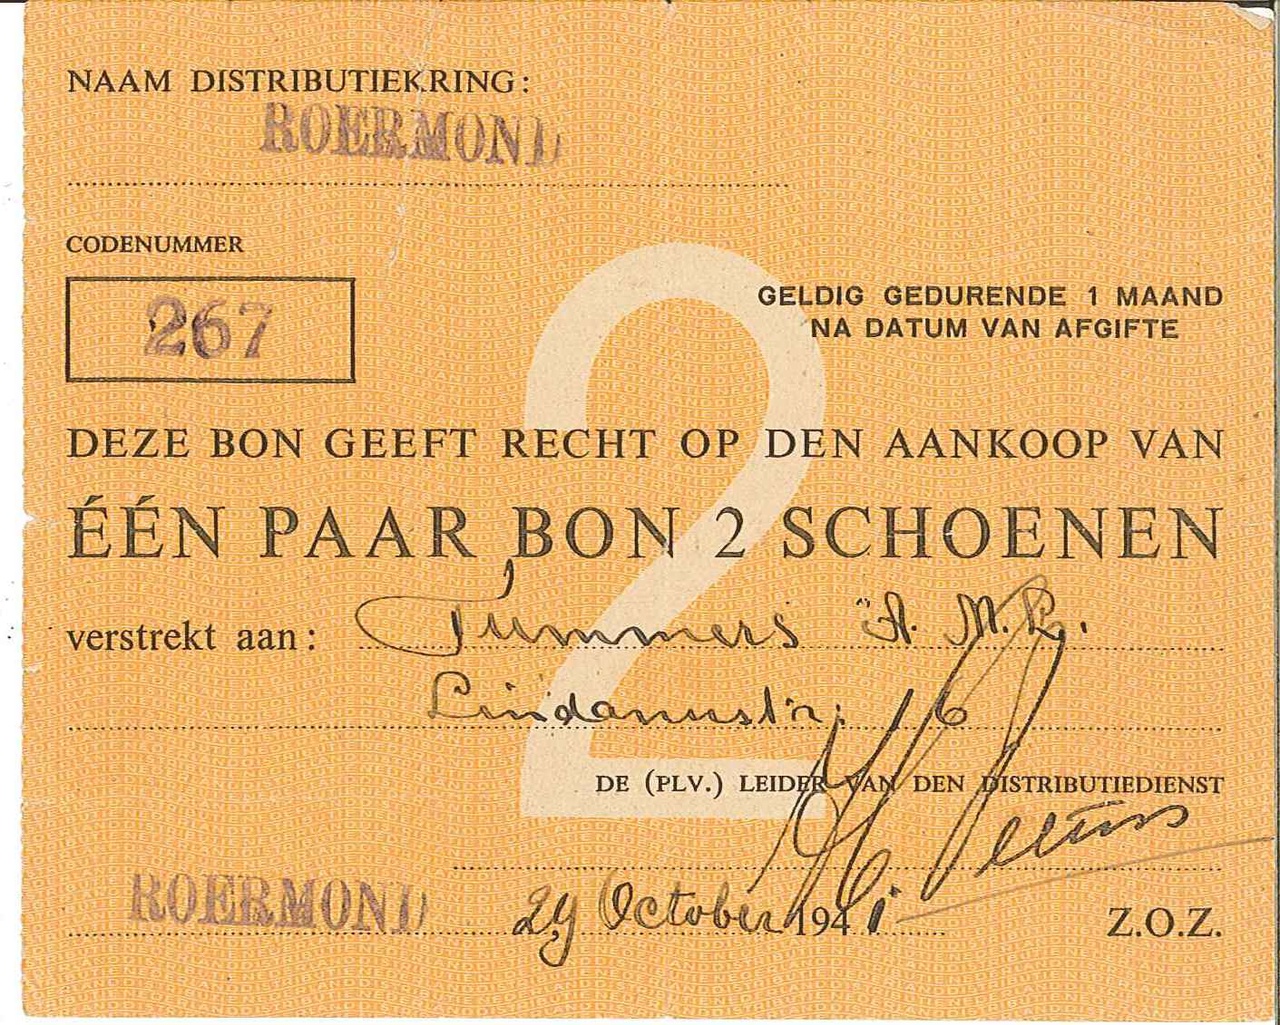 NAAM DISTRIBUTIEKRING:
ROERMOND
CODENUMMER
267
GELDIG GEDURENDE 1 MAAND
NA DATUM VAN AFGIFTE
DEZE BON GEEFT RECHT OP DEN AANKOOP VAN
ÉÉN PAAR BON 2 SCHOENEN
2
verstrekt aan: Tummers A. M.
Lindanusstr. 16
DE (PLV.) LEIDER VAN DEN DISTRIBUTIEDIENST
ROERMOND 29 October 1941
Z.O.Z.